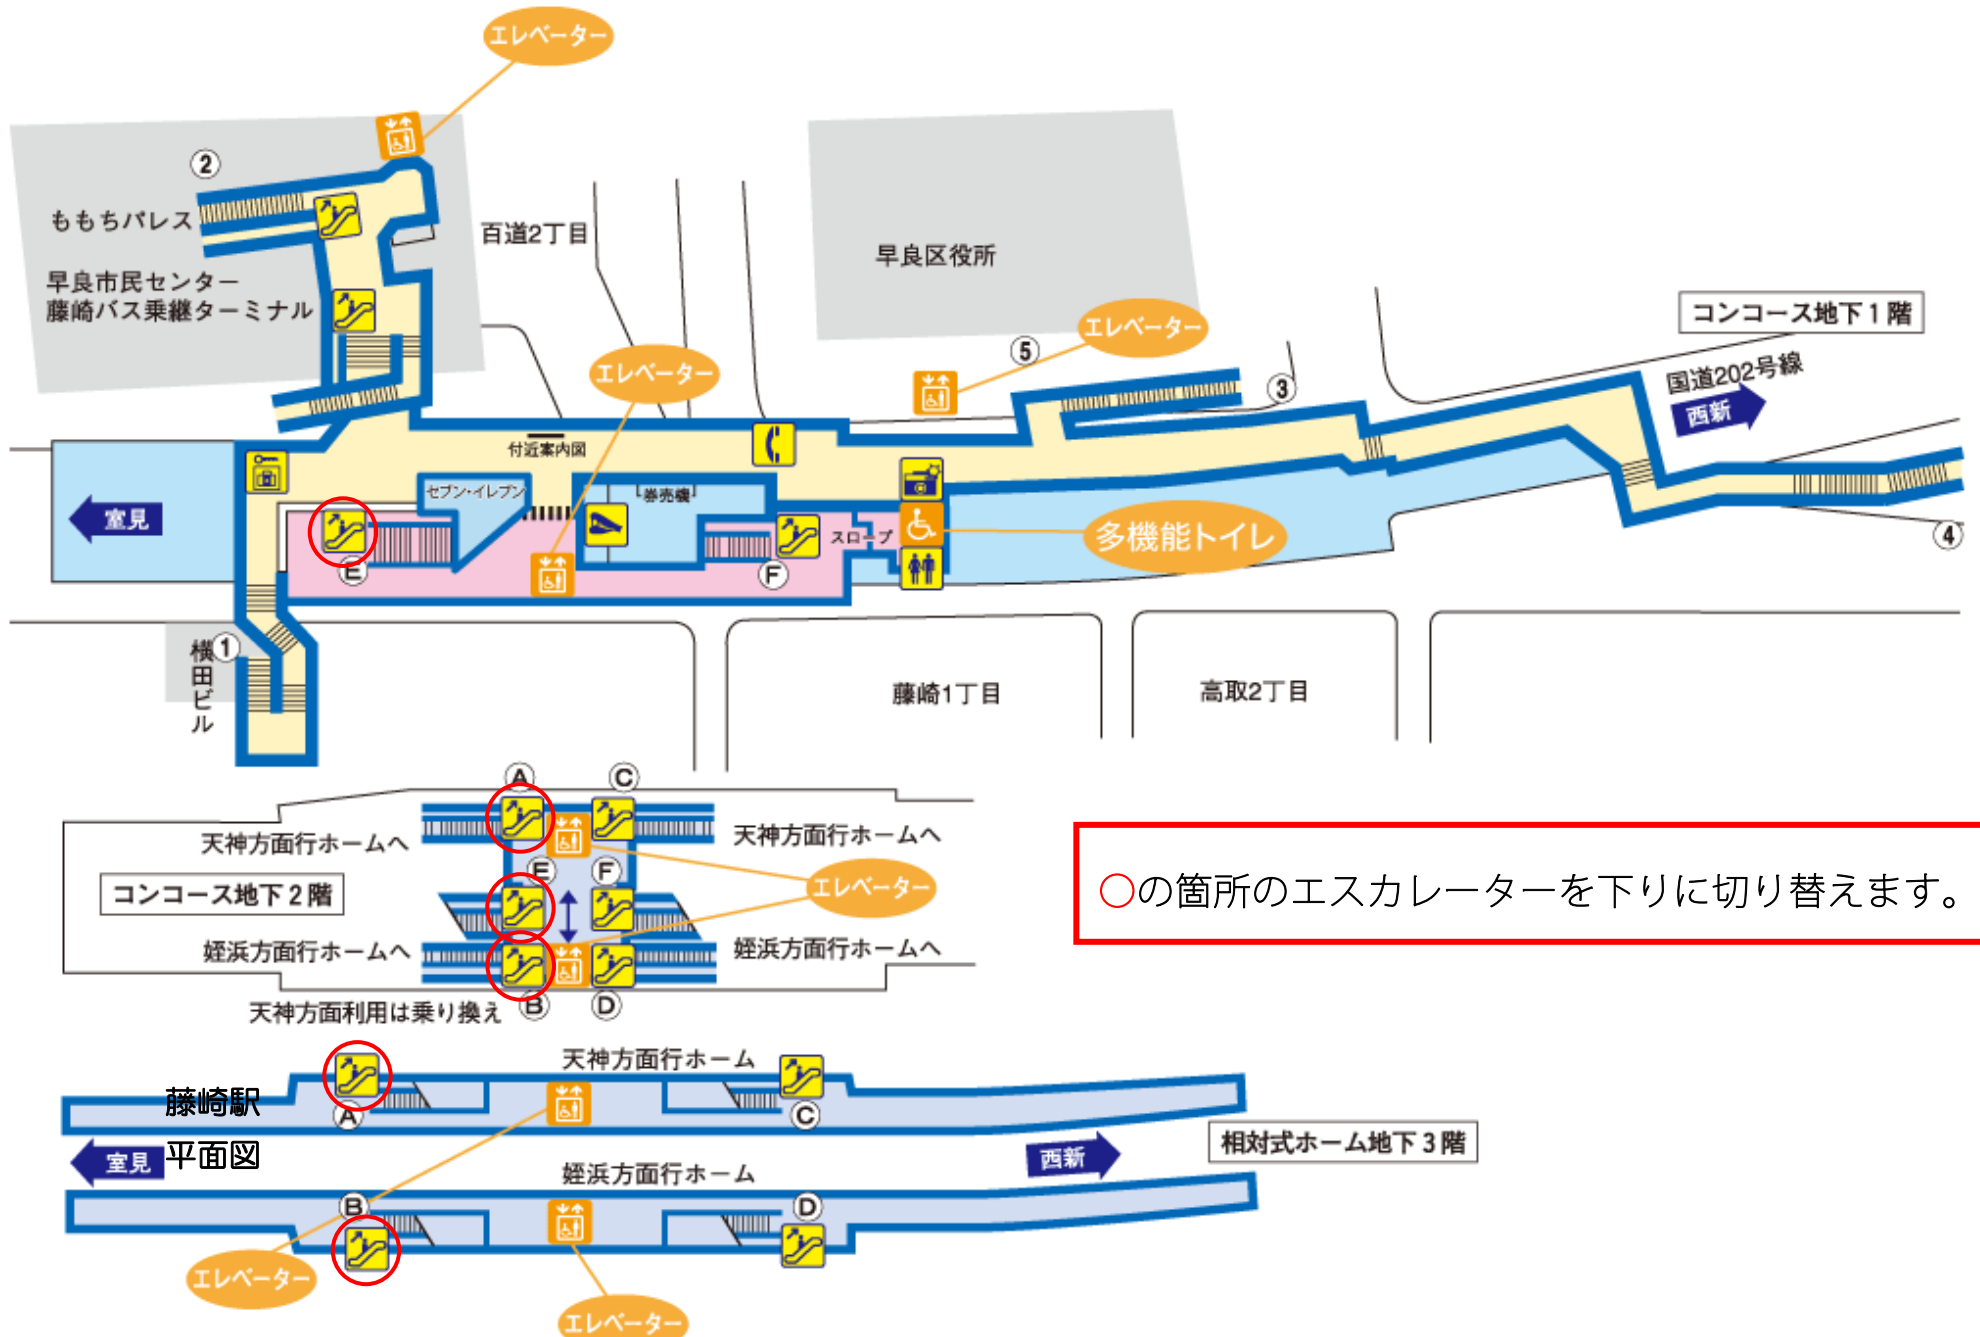 エレベーター
②
ももちパレス
百道2丁目
早良区役所
早良市民センター
藤崎バス乗継ターミナル
エレベーター
⑤
コンコース地下1階
エレベーター
③
国道202号線
西新
付近案内図
セブン・イレブン
券売機
室見
E
F
スロープ
多機能トイレ
④
横田ビル
①
藤崎1丁目
高取2丁目
A
C
天神方面行ホームへ
天神方面行ホームへ
E
F
コンコース地下2階
エレベーター
○の箇所のエスカレーターを下りに切り替えます。
姪浜方面行ホームへ
姪浜方面行ホームへ
天神方面利用は乗り換え
B
D
天神方面行ホーム
藤崎駅
A
C
平面図
室見
西新
相対式ホーム地下3階
姪浜方面行ホーム
B
D
エレベーター
エレベーター